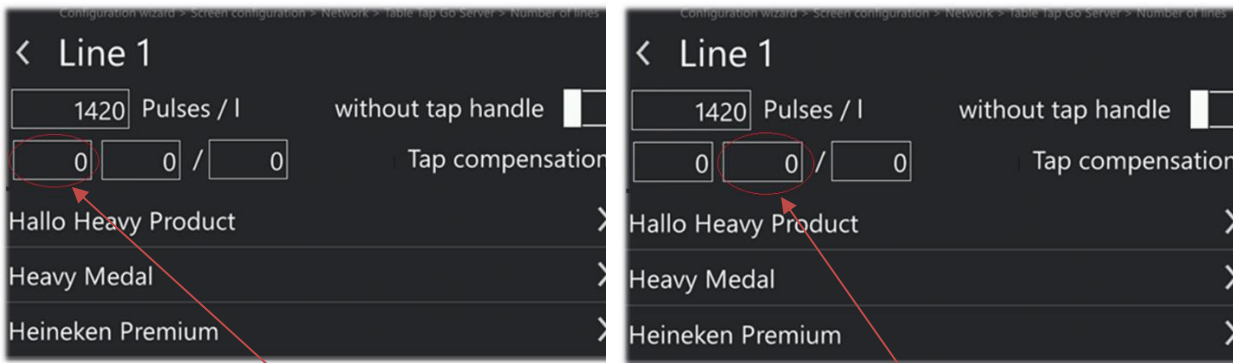 Configuration wizard > Screen configuration > Network > Table Tap Go Server > Number of lines
Line 1
1420 Pulses / l without tap handle
0 0 / 0 Tap compensation
Hallo Heavy Product
Heavy Medal
Heineken Premium
Configuration wizard > Screen configuration > Network > Table Tap Go Server > Number of lines
Line 1
1420 Pulses / l without tap handle
0 0 / 0 Tap compensation
Hallo Heavy Product
Heavy Medal
Heineken Premium